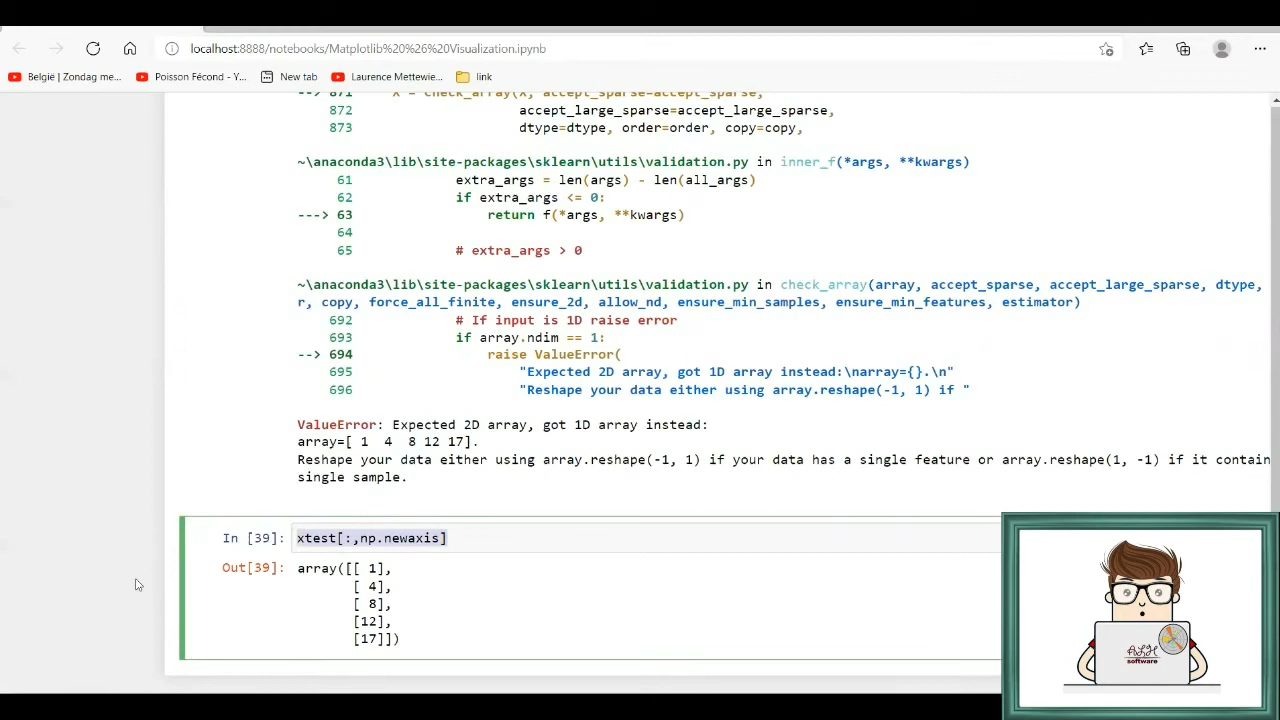 localhost:8888/notebooks/Matplotlib%20%26%20Visualization.ipynb
België | Zondag me... Poisson Fécond - Y... New tab Laurence Mettewie... link
--> 871 X = check_array(X, accept_sparse=accept_sparse,
872 accept_large_sparse=accept_large_sparse,
873 dtype=dtype, order=order, copy=copy,
~\anaconda3\lib\site-packages\sklearn\utils\validation.py in inner_f(*args, **kwargs)
61 extra_args = len(args) - len(all_args)
62 if extra_args <= 0:
---> 63 return f(*args, **kwargs)
64
65 # extra_args > 0
~\anaconda3\lib\site-packages\sklearn\utils\validation.py in check_array(array, accept_sparse, accept_large_sparse, dtype,
r, copy, force_all_finite, ensure_2d, allow_nd, ensure_min_samples, ensure_min_features, estimator)
692 # If input is 1D raise error
693 if array.ndim == 1:
--> 694 raise ValueError(
695 "Expected 2D array, got 1D array instead:\narray={}.\n"
696 "Reshape your data either using array.reshape(-1, 1) if "
ValueError: Expected 2D array, got 1D array instead:
array=[ 1 4 8 12 17].
Reshape your data either using array.reshape(-1, 1) if your data has a single feature or array.reshape(1, -1) if it contain
single sample.
In [39]: xtest[:,np.newaxis]
Out[39]: array([[ 1],
[ 4],
[ 8],
[12],
[17]])
software